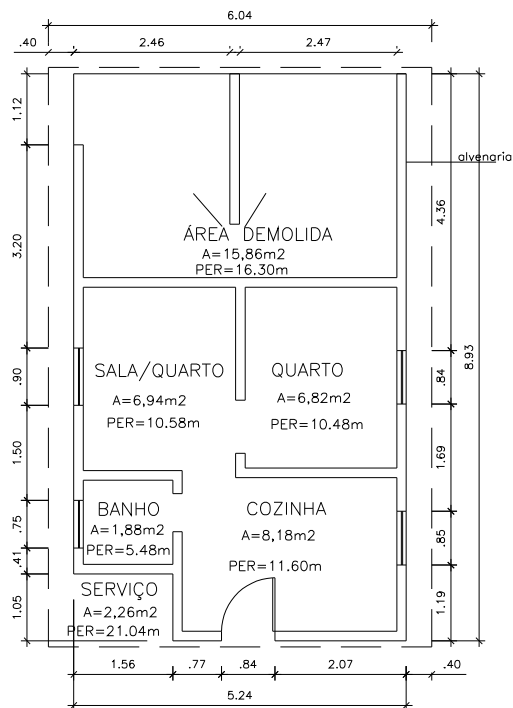 6.04
.40
2.46
2.47
1.12
alvenaria
4.36
3.20
ÁREA DEMOLIDA
A=15,86m2
PER=16.30m
8.93
.90
SALA/QUARTO
A=6,94m2
PER=10.58m
QUARTO
A=6,82m2
PER=10.48m
.84
1.50
1.69
BANHO
A=1,88m2
PER=5.48m
COZINHA
A=8,18m2
PER=11.60m
.75
.85
.41
SERVIÇO
A=2,26m2
PER=21.04m
1.05
1.19
1.56
.77
.84
2.07
.40
5.24